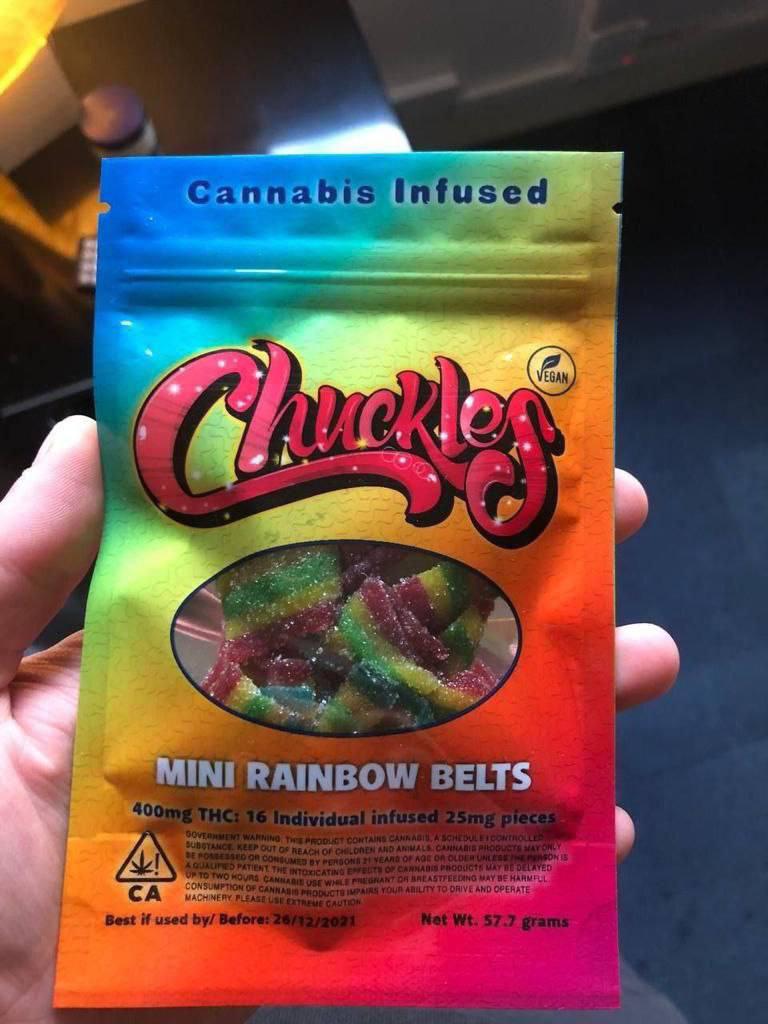 Cannabis Infused
Chuckles
VEGAN
MINI RAINBOW BELTS
400mg THC: 16 Individual infused 25mg pieces
GOVERNMENT WARNING: THIS PRODUCT CONTAINS CANNABIS, A SCHEDULE I CONTROLLED
SUBSTANCE. KEEP OUT OF REACH OF CHILDREN AND ANIMALS. CANNABIS PRODUCTS MAY ONLY
BE POSSESSED OR CONSUMED BY PERSONS 21 YEARS OF AGE OR OLDER UNLESS THE PERSON IS
A QUALIFIED PATIENT. THE INTOXICATING EFFECTS OF CANNABIS PRODUCTS MAY BE DELAYED
UP TO TWO HOURS. CANNABIS USE WHILE PREGNANT OR BREASTFEEDING MAY BE HARMFUL.
CONSUMPTION OF CANNABIS PRODUCTS IMPAIRS YOUR ABILITY TO DRIVE AND OPERATE
MACHINERY. PLEASE USE EXTREME CAUTION.
CA
Best if used by/ Before: 26/12/2021
Net Wt. 57.7 grams